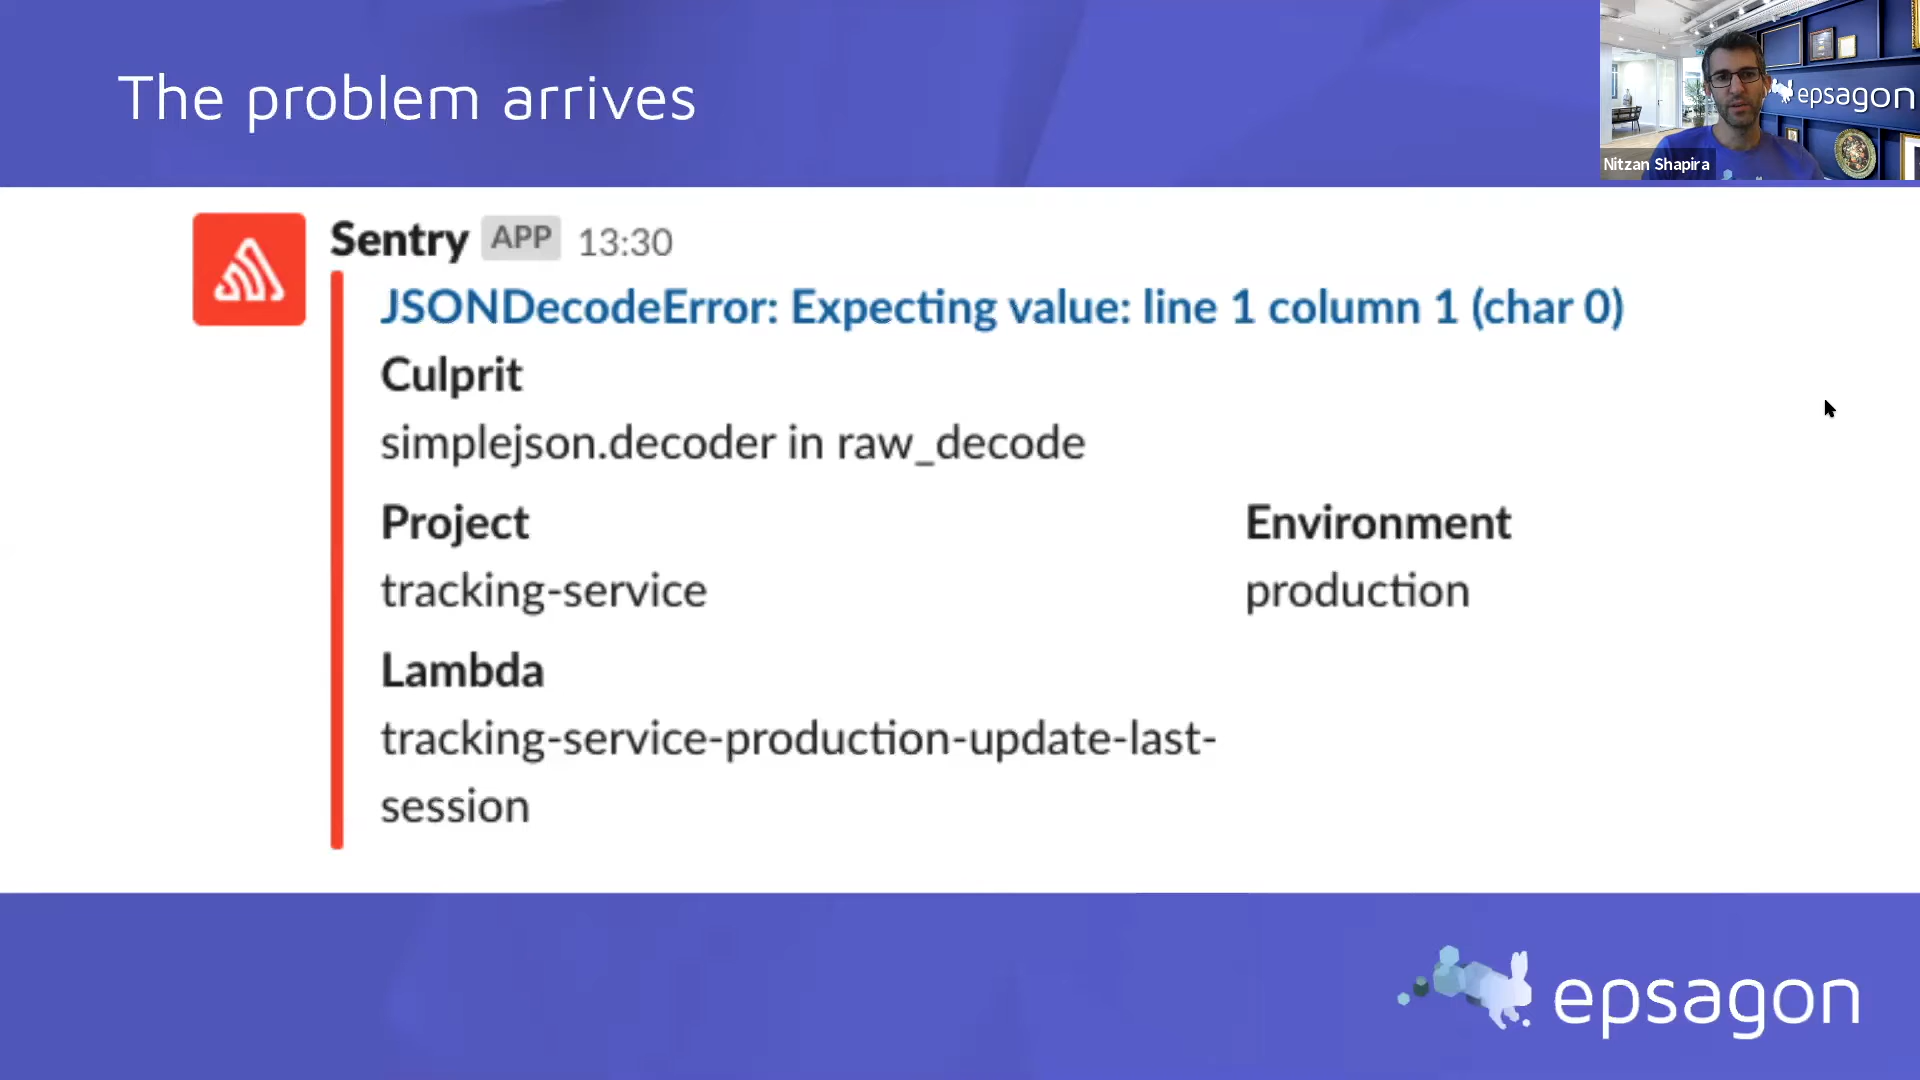 The problem arrives
epsagon
Nitzan Shapira
Sentry APP 13:30
JSONDecodeError: Expecting value: line 1 column 1 (char 0)
Culprit
simplejson.decoder in raw_decode
Project Environment
tracking-service production
Lambda
tracking-service-production-update-last-
session
epsagon